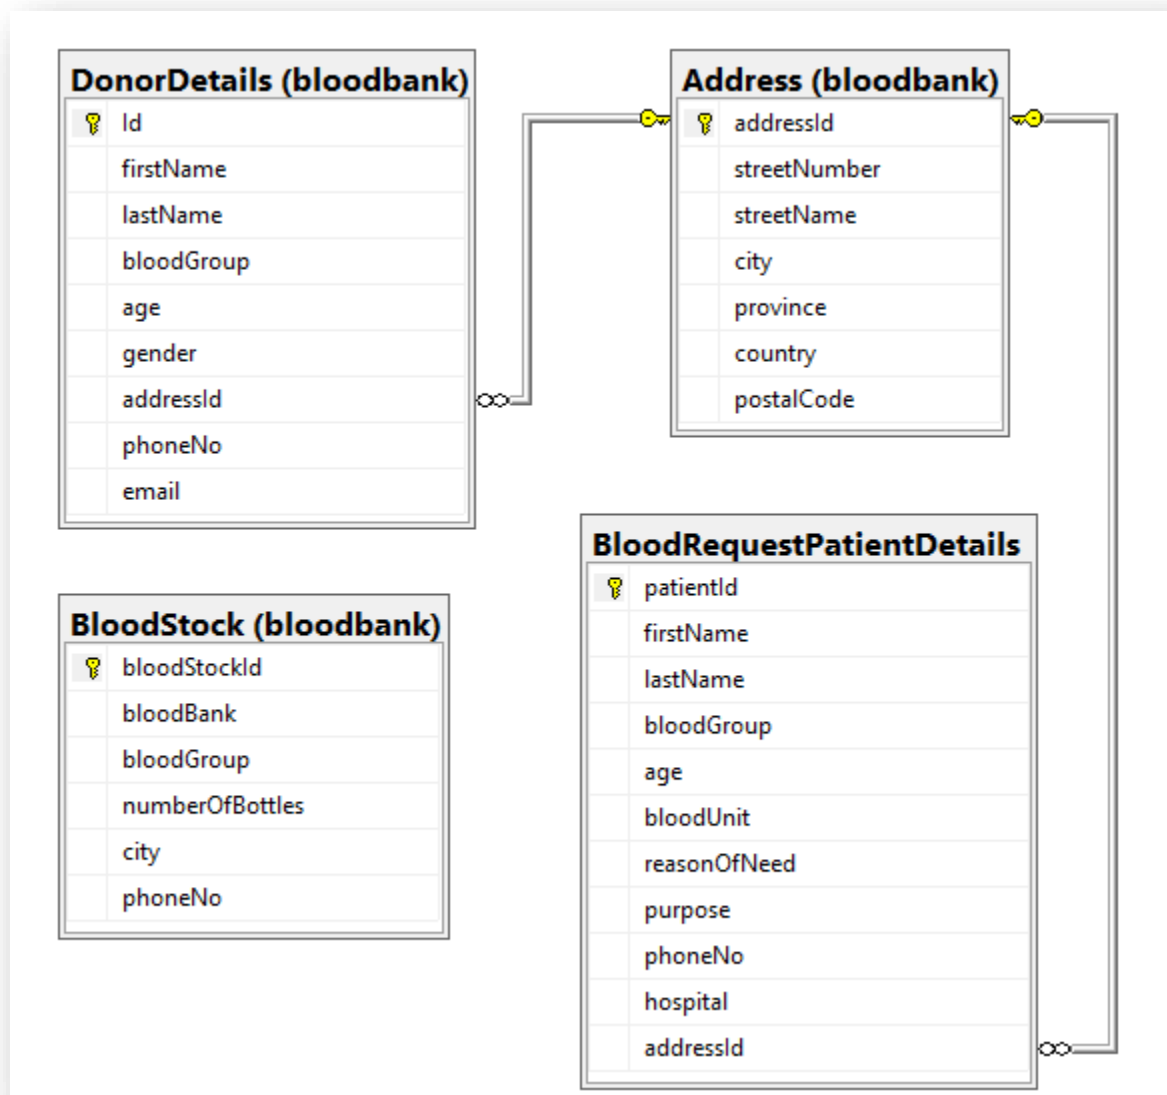 DonorDetails (bloodbank)
Id
firstName
lastName
bloodGroup
age
gender
addressId
phoneNo
email
Address (bloodbank)
addressId
streetNumber
streetName
city
province
country
postalCode
BloodStock (bloodbank)
bloodStockId
bloodBank
bloodGroup
numberOfBottles
city
phoneNo
BloodRequestPatientDetails
patientId
firstName
lastName
bloodGroup
age
bloodUnit
reasonOfNeed
purpose
phoneNo
hospital
addressId